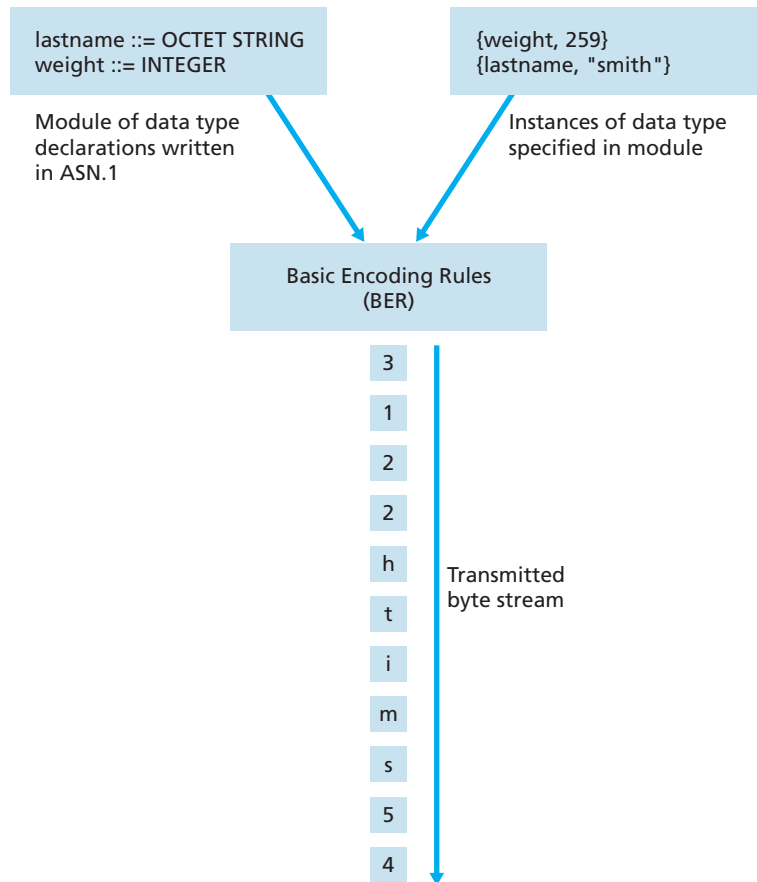 lastname ::= OCTET STRING
weight ::= INTEGER
{weight, 259}
{lastname, "smith"}
Module of data type
declarations written
in ASN.1
Instances of data type
specified in module
Basic Encoding Rules
(BER)
3
1
2
2
h
t
i
m
s
5
4
Transmitted
byte stream